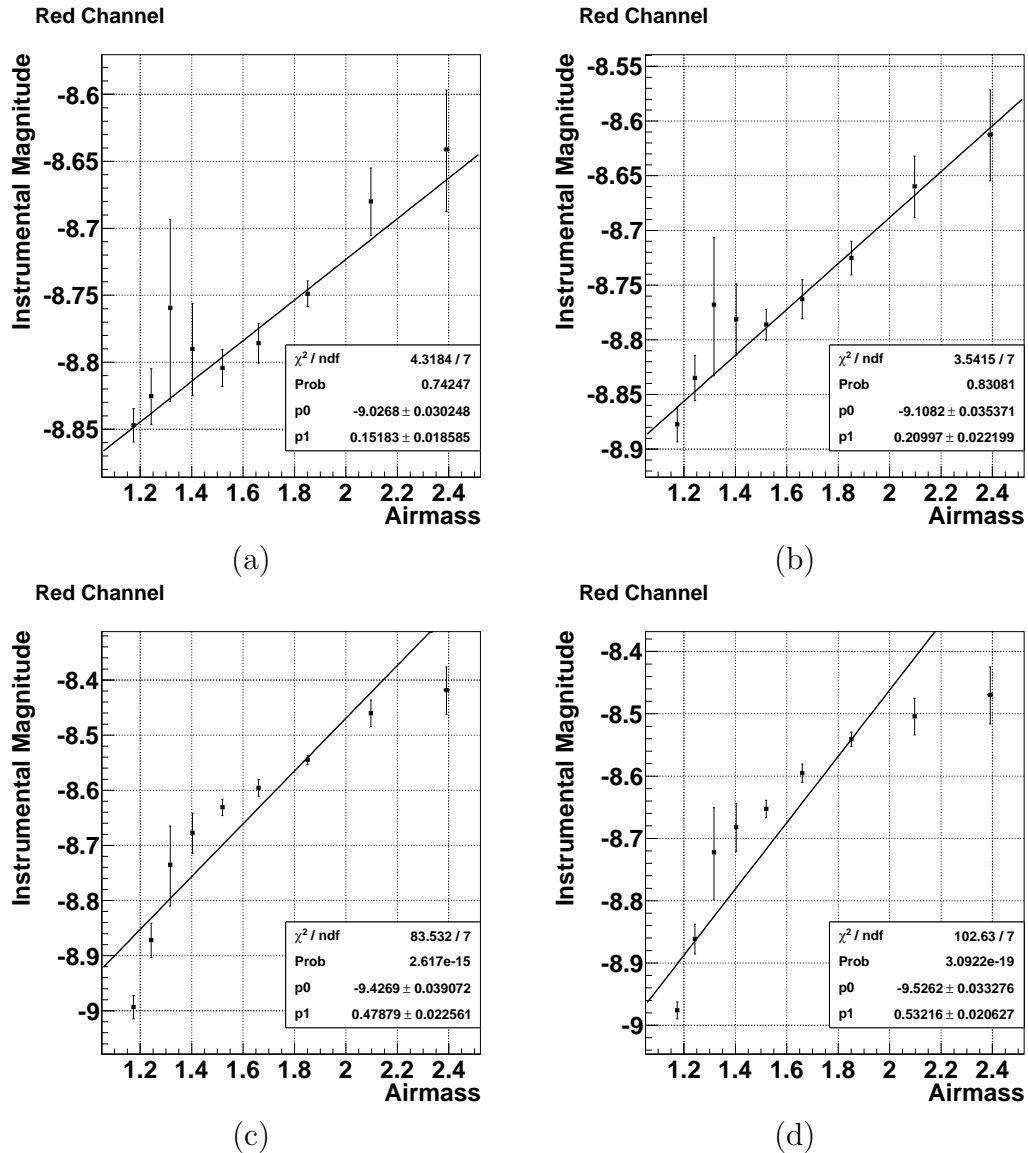 Red Channel
Instrumental Magnitude
-8.6
-8.65
-8.7
-8.75
-8.8
-8.85
χ² / ndf 4.3184 / 7
Prob 0.74247
p0 -9.0268 ± 0.030248
p1 0.15183 ± 0.018585
1.2 1.4 1.6 1.8 2 2.2 2.4
Airmass
(a)
Red Channel
Instrumental Magnitude
-8.55
-8.6
-8.65
-8.7
-8.75
-8.8
-8.85
-8.9
χ² / ndf 3.5415 / 7
Prob 0.83081
p0 -9.1082 ± 0.035371
p1 0.20997 ± 0.022199
1.2 1.4 1.6 1.8 2 2.2 2.4
Airmass
(b)
Red Channel
Instrumental Magnitude
-8.4
-8.5
-8.6
-8.7
-8.8
-8.9
-9
χ² / ndf 83.532 / 7
Prob 2.617e-15
p0 -9.4269 ± 0.039072
p1 0.47879 ± 0.022561
1.2 1.4 1.6 1.8 2 2.2 2.4
Airmass
(c)
Red Channel
Instrumental Magnitude
-8.4
-8.5
-8.6
-8.7
-8.8
-8.9
-9
χ² / ndf 102.63 / 7
Prob 3.0922e-19
p0 -9.5262 ± 0.033276
p1 0.53216 ± 0.020627
1.2 1.4 1.6 1.8 2 2.2 2.4
Airmass
(d)